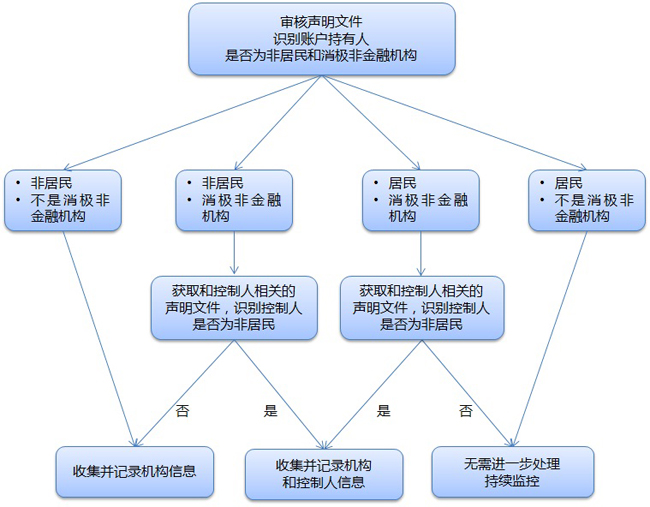 审核声明文件
识别账户持有人
是否为非居民和消极非金融机构
• 非居民
• 不是消极非
金融机构
• 非居民
• 消极非金融
机构
• 居民
• 消极非金融
机构
• 居民
• 不是消极非
金融机构
获取和控制人相关的
声明文件，识别控制人
是否为非居民
获取和控制人相关的
声明文件，识别控制人
是否为非居民
否
是
是
否
收集并记录机构信息
收集并记录机构
和控制人信息
无需进一步处理
持续监控